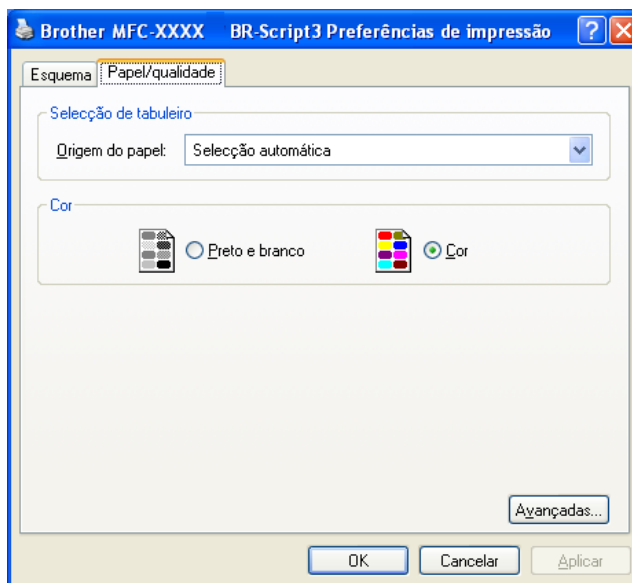 Brother MFC-XXXX BR-Script3 Preferências de impressão
Esquema Papel/qualidade
Selecção de tabuleiro
Origem do papel: Selecção automática
Cor
Preto e branco Cor
Avançadas...
OK Cancelar Aplicar